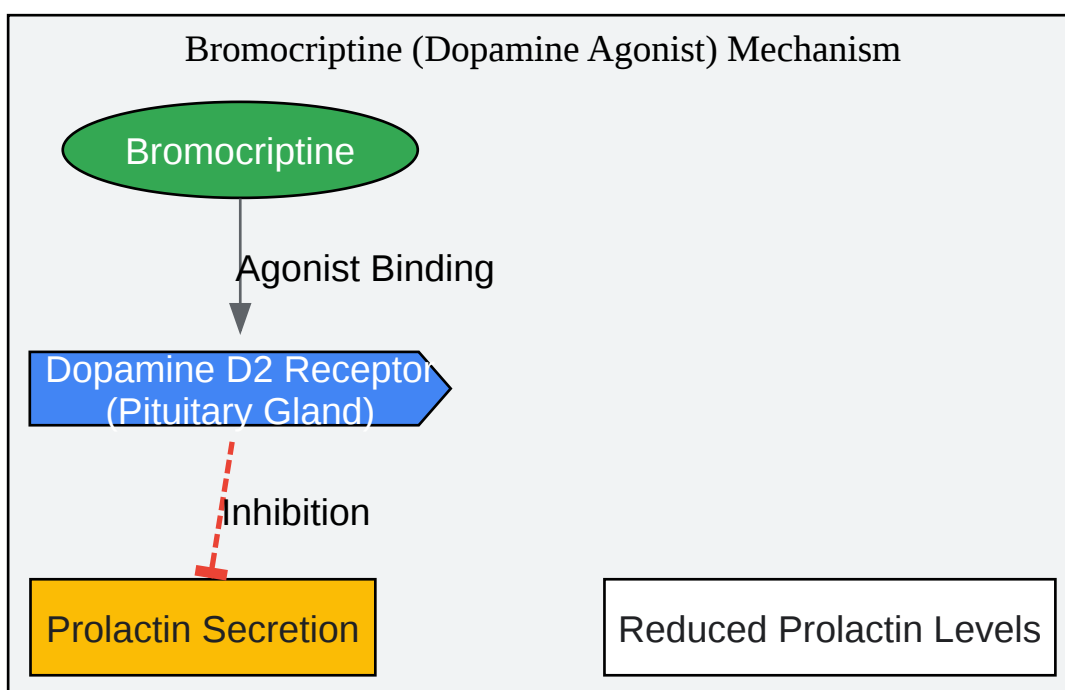 Bromocriptine (Dopamine Agonist) Mechanism
Bromocriptine
Agonist Binding
Dopamine D2 Receptor
(Pituitary Gland)
Inhibition
Prolactin Secretion
Reduced Prolactin Levels